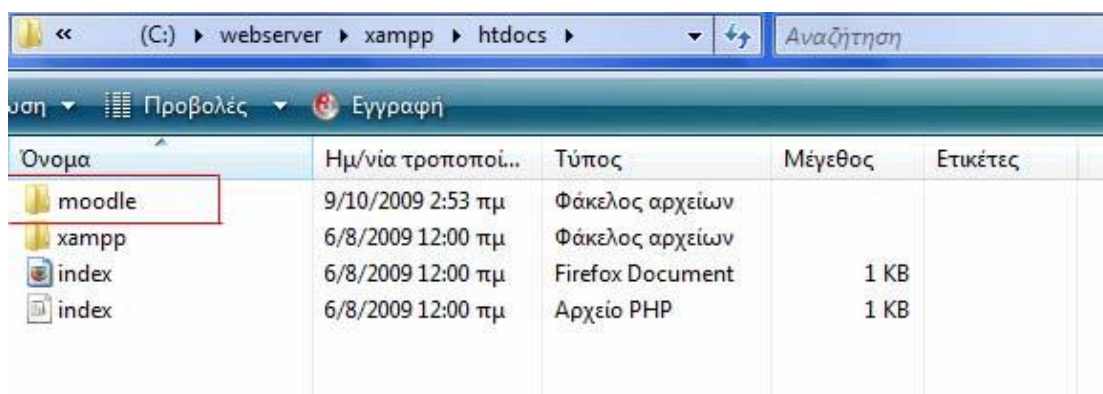 « (C:) webserver xampp htdocs Αναζήτηση
ωση Προβολές Εγγραφή
Όνομα Ημ/νία τροποποί... Τύπος Μέγεθος Ετικέτες
moodle 9/10/2009 2:53 πμ Φάκελος αρχείων
xampp 6/8/2009 12:00 πμ Φάκελος αρχείων
index 6/8/2009 12:00 πμ Firefox Document 1 KB
index 6/8/2009 12:00 πμ Αρχείο PHP 1 KB